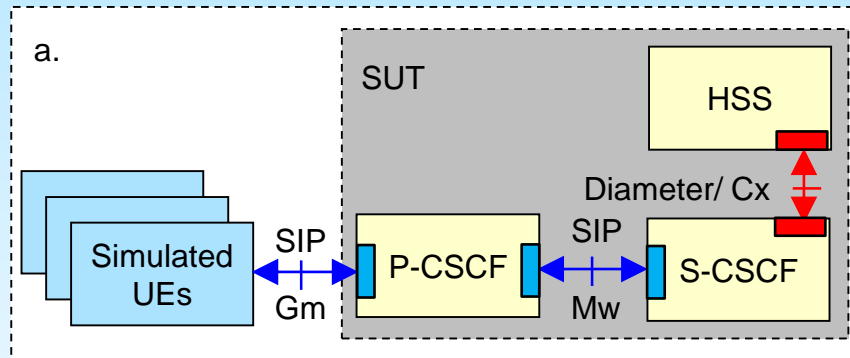 a.
SUT
HSS
Diameter/ Cx
SIP
SIP
Simulated
UEs
P-CSCF
S-CSCF
Gm
Mw